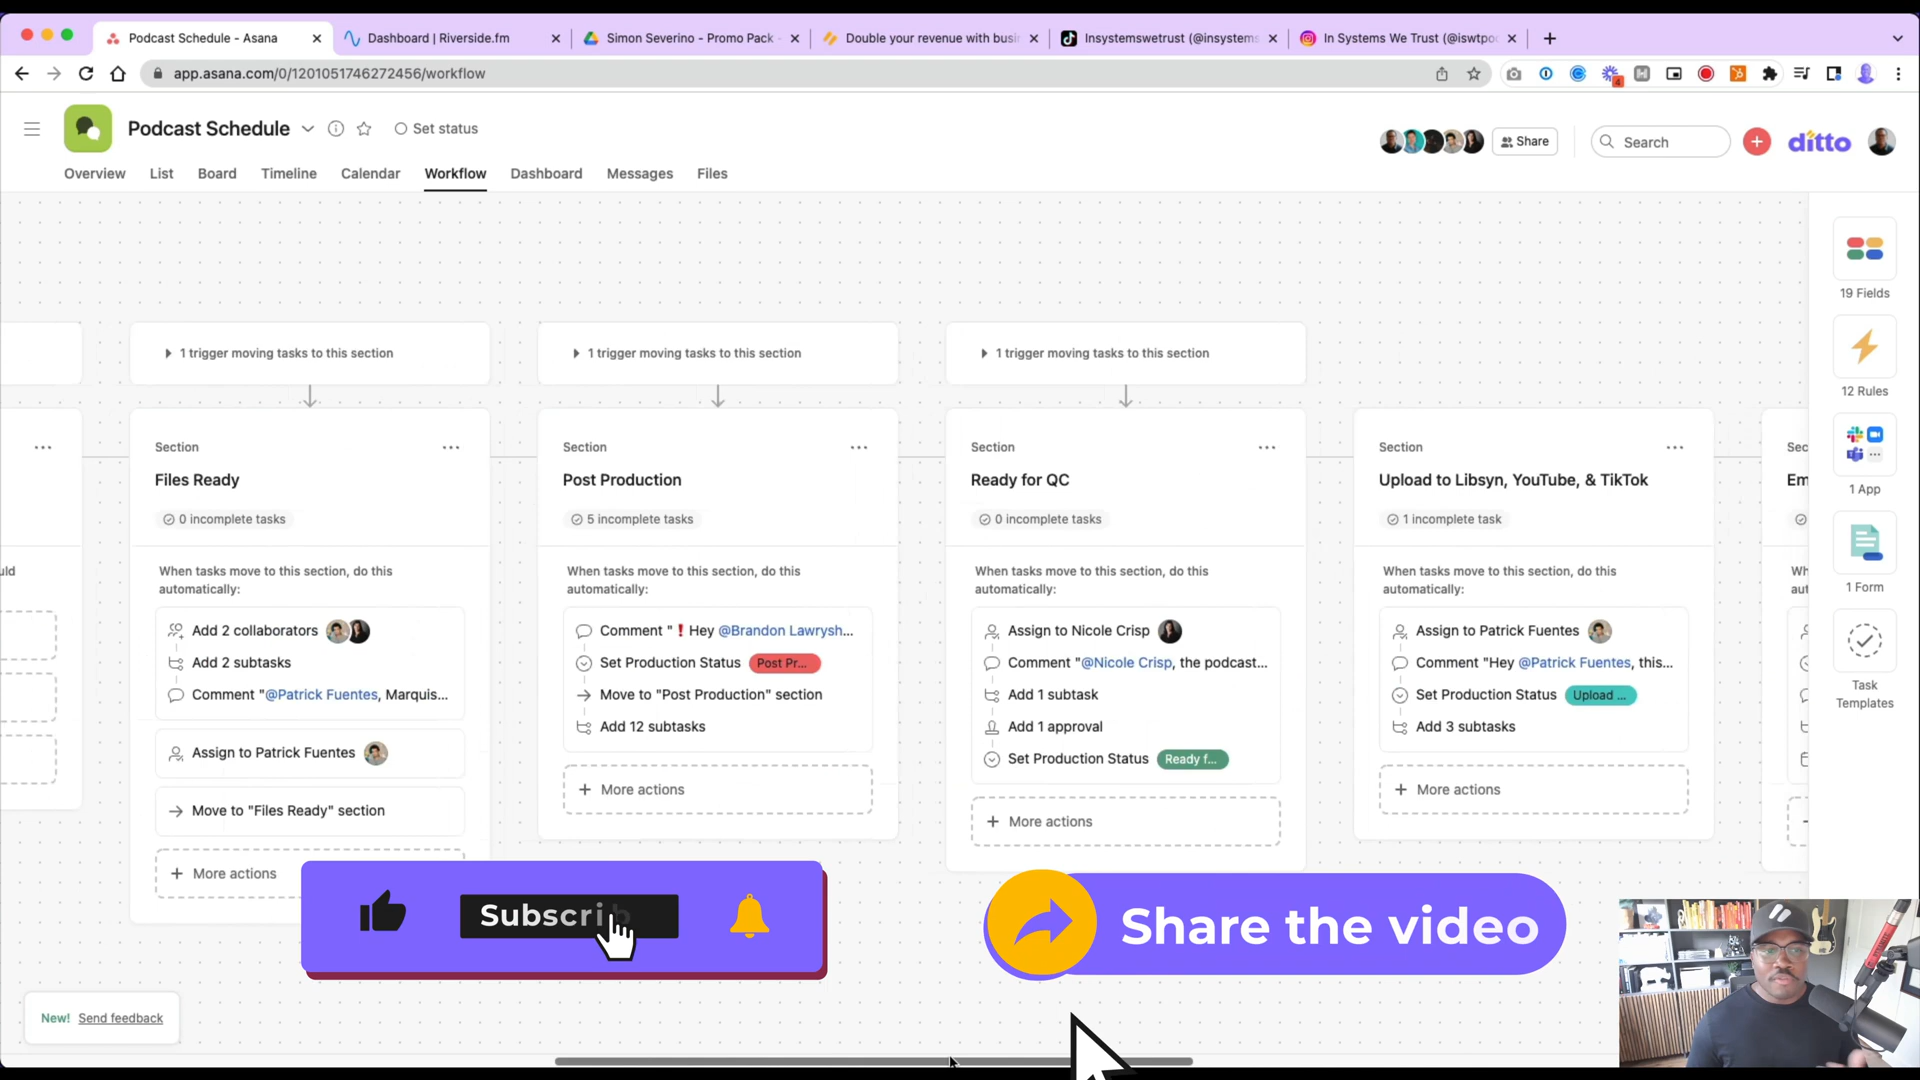 Podcast Schedule - Asana
Dashboard | Riverside.fm
Simon Severino - Promo Pack -
Double your revenue with busi
Insystemswetrust (@insystems
In Systems We Trust (@iswtpo
app.asana.com/0/1201051746272456/workflow
4
Podcast Schedule
Set status
Share
Search
ditto
Overview
List
Board
Timeline
Calendar
Workflow
Dashboard
Messages
Files
1 trigger moving tasks to this section
1 trigger moving tasks to this section
1 trigger moving tasks to this section
uld
Section
Files Ready
0 incomplete tasks
When tasks move to this section, do this
automatically:
Add 2 collaborators
Add 2 subtasks
Comment "@Patrick Fuentes, Marquis...
Assign to Patrick Fuentes
Move to "Files Ready" section
+ More actions
Section
Post Production
5 incomplete tasks
When tasks move to this section, do this
automatically:
Comment "❗Hey @Brandon Lawrysh...
Set Production Status Post Pr...
Move to "Post Production" section
Add 12 subtasks
+ More actions
Section
Ready for QC
0 incomplete tasks
When tasks move to this section, do this
automatically:
Assign to Nicole Crisp
Comment "@Nicole Crisp, the podcast...
Add 1 subtask
Add 1 approval
Set Production Status Ready f...
+ More actions
Section
Upload to Libsyn, YouTube, & TikTok
1 incomplete task
When tasks move to this section, do this
automatically:
Assign to Patrick Fuentes
Comment "Hey @Patrick Fuentes, this...
Set Production Status Upload ...
Add 3 subtasks
+ More actions
Sec
Em
Wh
aut
19 Fields
12 Rules
1 App
1 Form
Task
Templates
Subscrib
Share the video
New! Send feedback